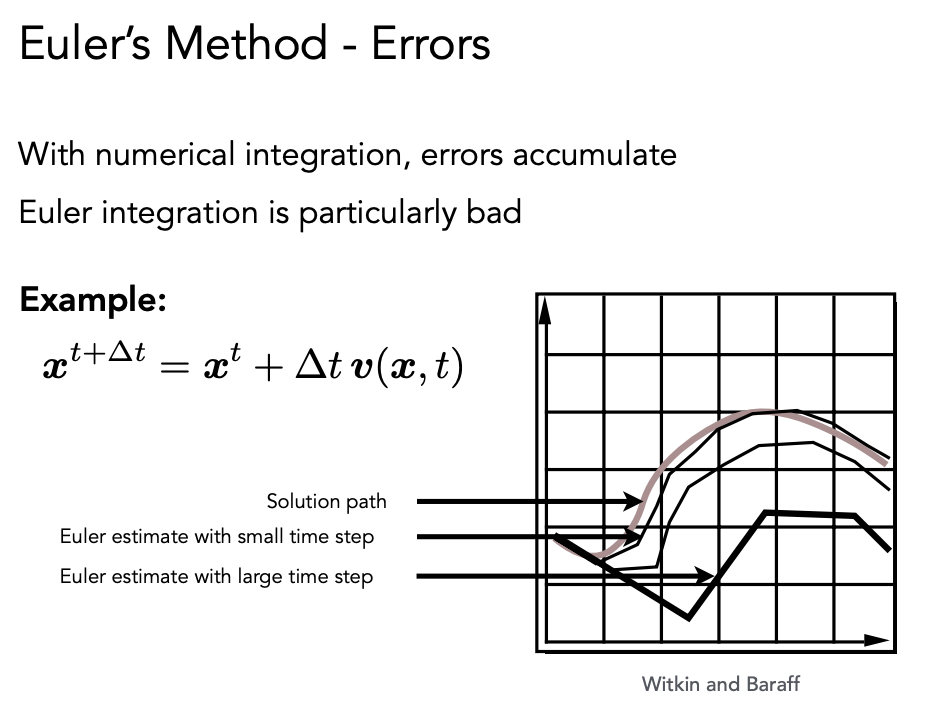 Euler’s Method - Errors
With numerical integration, errors accumulate
Euler integration is particularly bad
Example:
$\boldsymbol{x}^{t+\Delta t} = \boldsymbol{x}^{t} + \Delta t\, \boldsymbol{v}(\boldsymbol{x}, t)$
Solution path
Euler estimate with small time step
Euler estimate with large time step
Witkin and Baraff